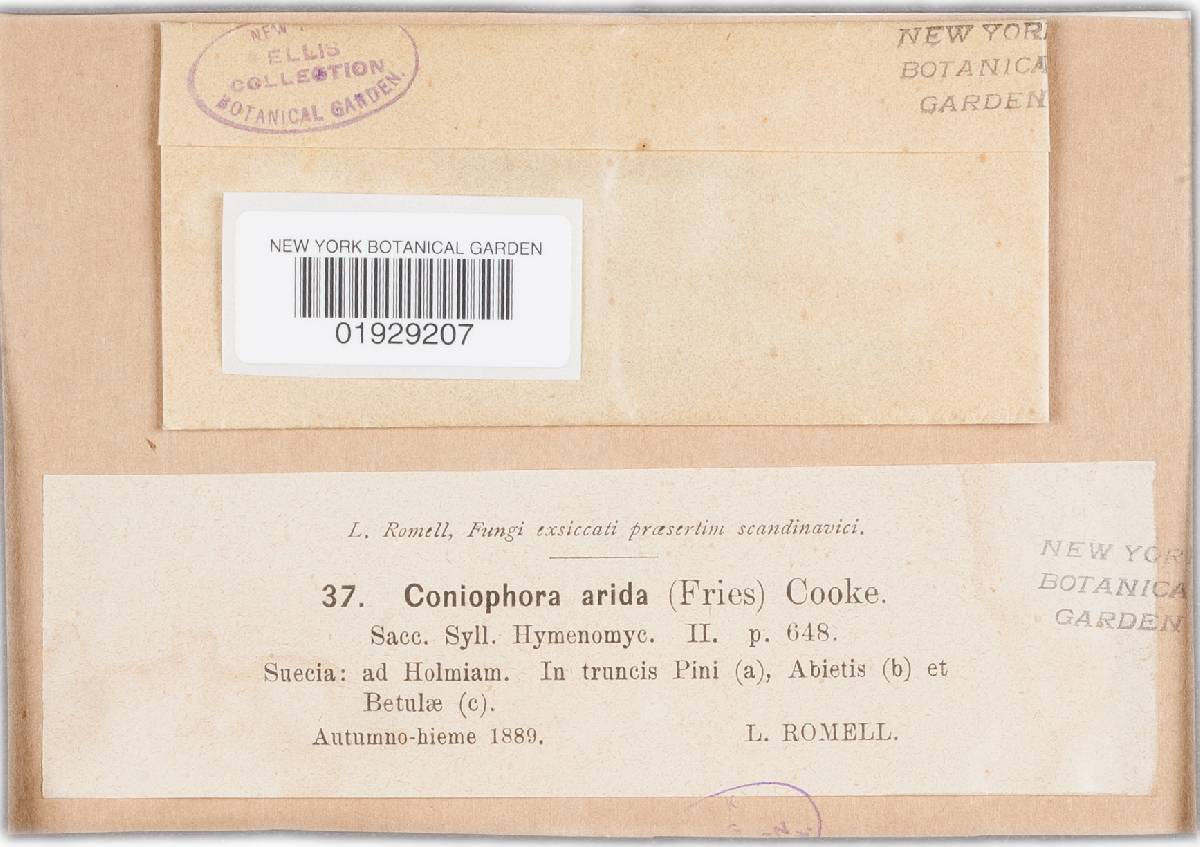 NEW
ELLIS
COLLECTION
BOTANICAL GARDEN.
NEW YOR
BOTANICA
GARDEN
NEW YORK BOTANICAL GARDEN
01929207
L. Romell, Fungi exsiccati præsertim scandinavici.
37. Coniophora arida (Fries) Cooke.
Sacc. Syll. Hymenomyc. II. p. 648.
Suecia: ad Holmiam. In truncis Pini (a), Abietis (b) et
Betulæ (c).
Autumno-hieme 1889. L. ROMELL.
NEW YOR
BOTANICA
GARDEN